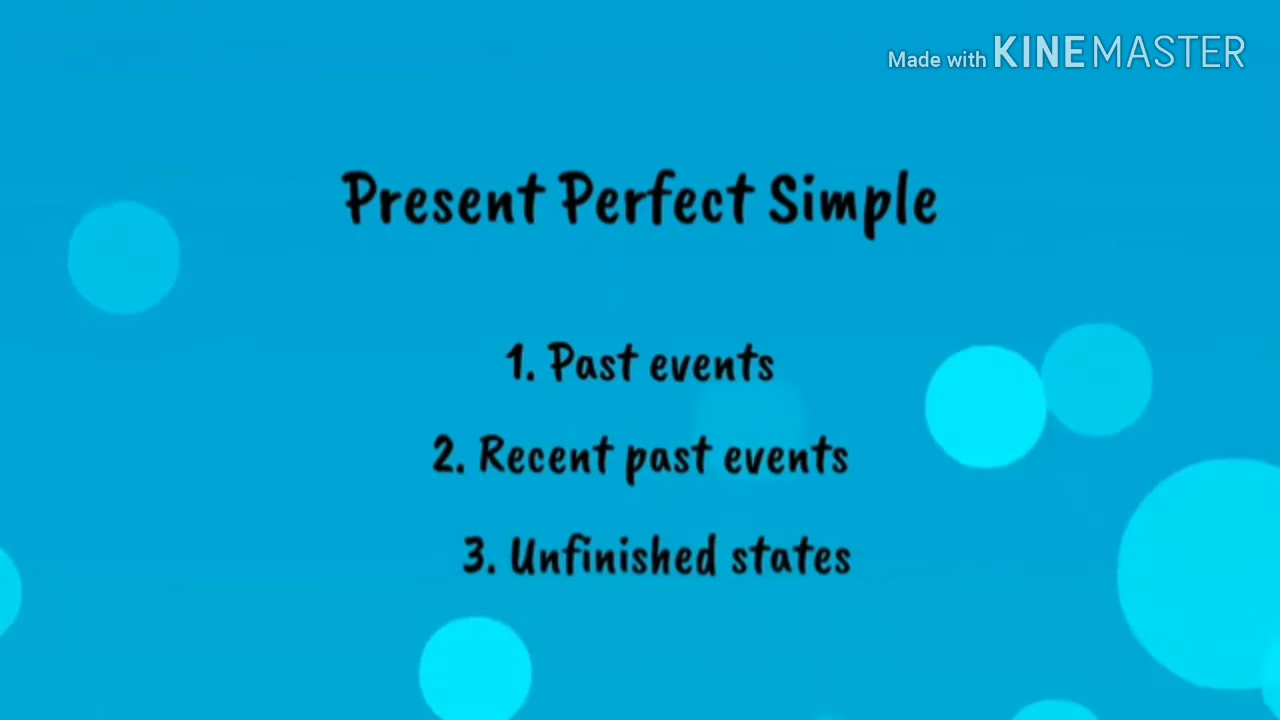 Made with KINEMASTER
Present Perfect Simple
1. Past events
2. Recent past events
3. Unfinished states